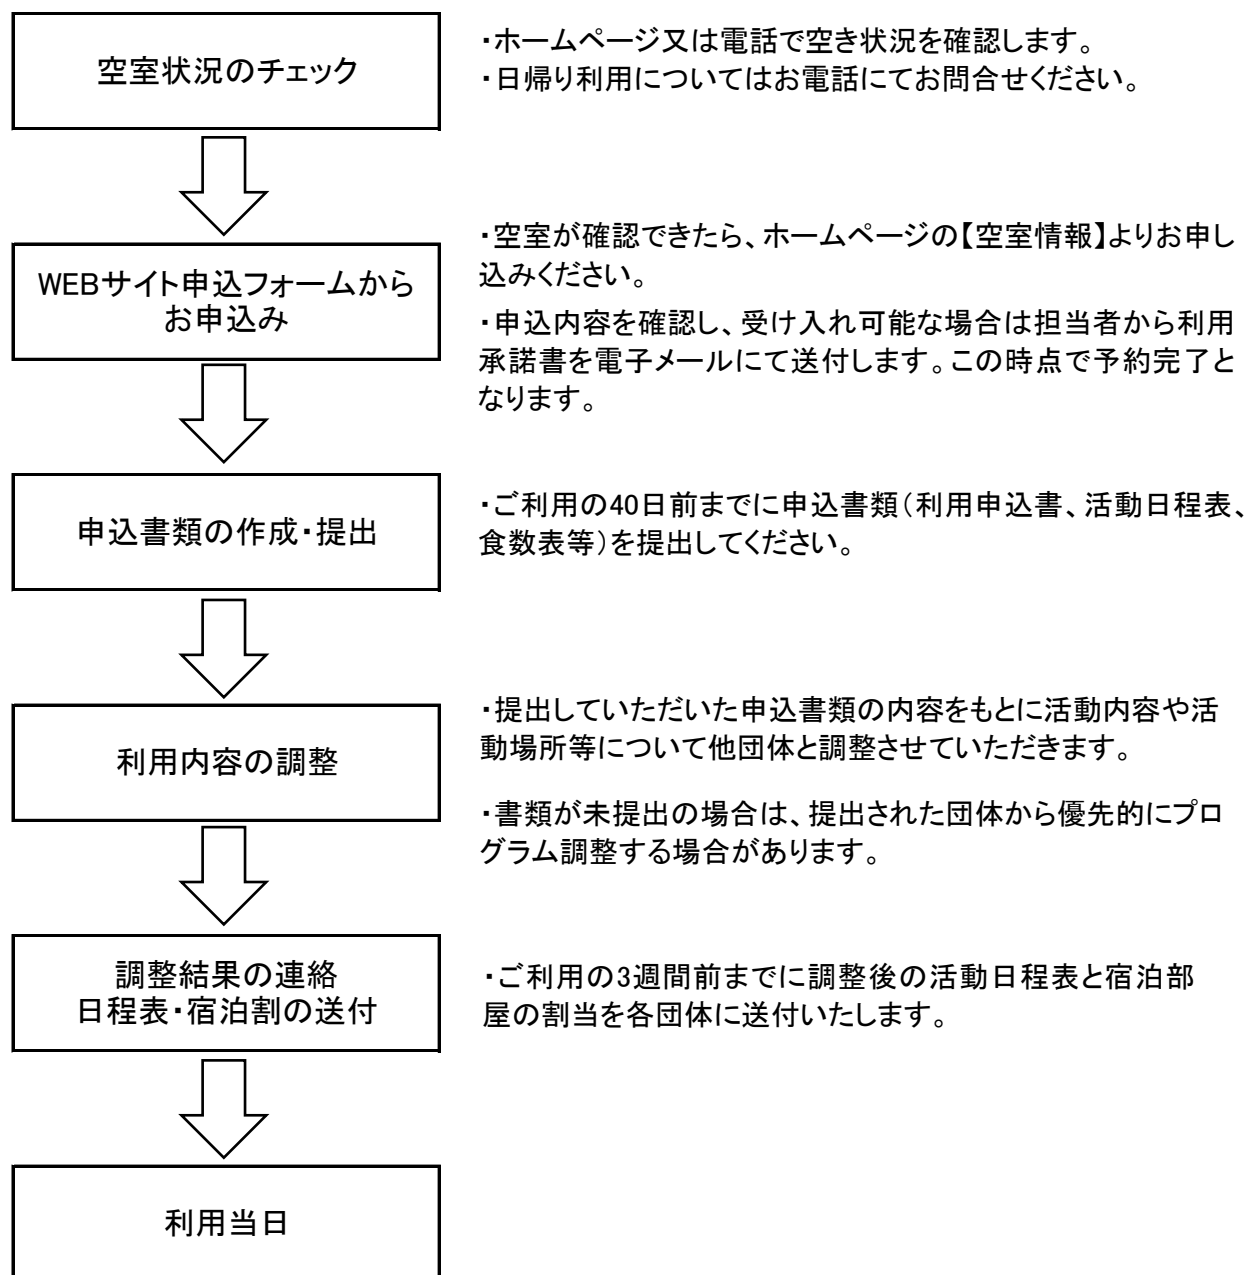 空室状況のチェック
・ホームページ又は電話で空き状況を確認します。
・日帰り利用についてはお電話にてお問合せください。
WEBサイト申込フォームから
お申込み
・空室が確認できたら、ホームページの【空室情報】よりお申し
込みください。
・申込内容を確認し、受け入れ可能な場合は担当者から利用
承諾書を電子メールにて送付します。この時点で予約完了と
なります。
申込書類の作成・提出
・ご利用の40日前までに申込書類(利用申込書、活動日程表、
食数表等)を提出してください。
利用内容の調整
・提出していただいた申込書類の内容をもとに活動内容や活
動場所等について他団体と調整させていただきます。
・書類が未提出の場合は、提出された団体から優先的にプロ
グラム調整する場合があります。
調整結果の連絡
日程表・宿泊割の送付
・ご利用の3週間前までに調整後の活動日程表と宿泊部
屋の割当を各団体に送付いたします。
利用当日